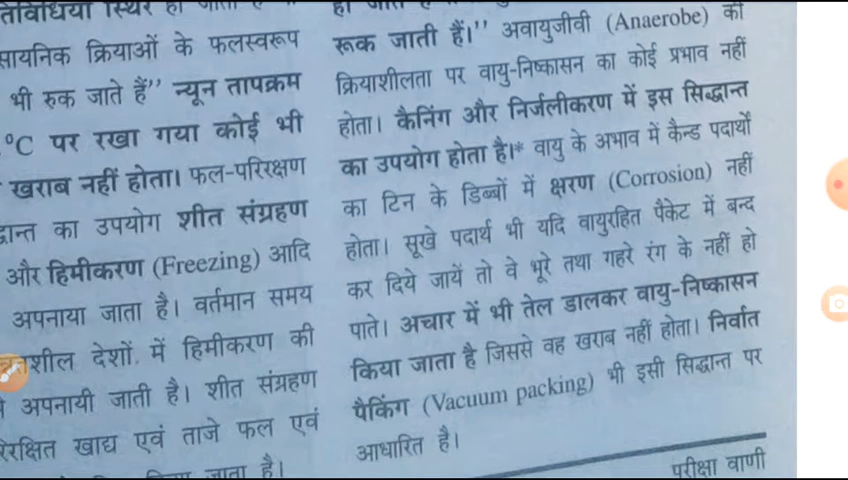 सायनिक क्रियाओं के फलस्वरूप
भी रुक जाते हैं’’ न्यून तापक्रम
°C पर रखा गया कोई भी
खराब नहीं होता। फल-परिरक्षण
का उपयोग शीत संग्रहण
और हिमीकरण (Freezing) आदि
अपनाया जाता है। वर्तमान समय
देशों. में हिमीकरण की
अपनायी जाती है। शीत संग्रहण
खाद्य एवं ताजे फल एवं
जाता है।
रूक जाती हैं।’’ अवायुजीवी (Anaerobe) की
क्रियाशीलता पर वायु-निष्कासन का कोई प्रभाव नहीं
होता। कैनिंग और निर्जलीकरण में इस सिद्धान्त
का उपयोग होता है।* वायु के अभाव में कैन्ड पदार्थों
का टिन के डिब्बों में क्षरण (Corrosion) नहीं
होता। सूखे पदार्थ भी यदि वायुरहित पैकेट में बन्द
कर दिये जायें तो वे भूरे तथा गहरे रंग के नहीं हो
पाते। अचार में भी तेल डालकर वायु-निष्कासन
किया जाता है जिससे वह खराब नहीं होता। निर्वात
पैकिंग (Vacuum packing) भी इसी सिद्धान्त पर
आधारित है।
परीक्षा वाणी